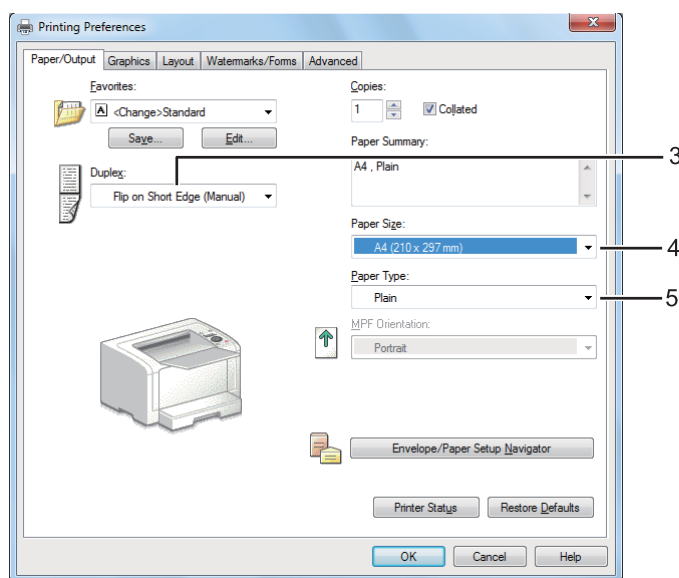 Printing Preferences
Paper/Output Graphics Layout Watermarks/Forms Advanced
Favorites:
A <Change>Standard
Save... Edit...
Duplex:
Flip on Short Edge (Manual)
Copies:
1 Collated
Paper Summary:
A4 , Plain
3
Paper Size:
A4 (210 x 297 mm)
4
Paper Type:
Plain
5
MPF Orientation:
Portrait
Envelope/Paper Setup Navigator
Printer Status Restore Defaults
OK Cancel Help